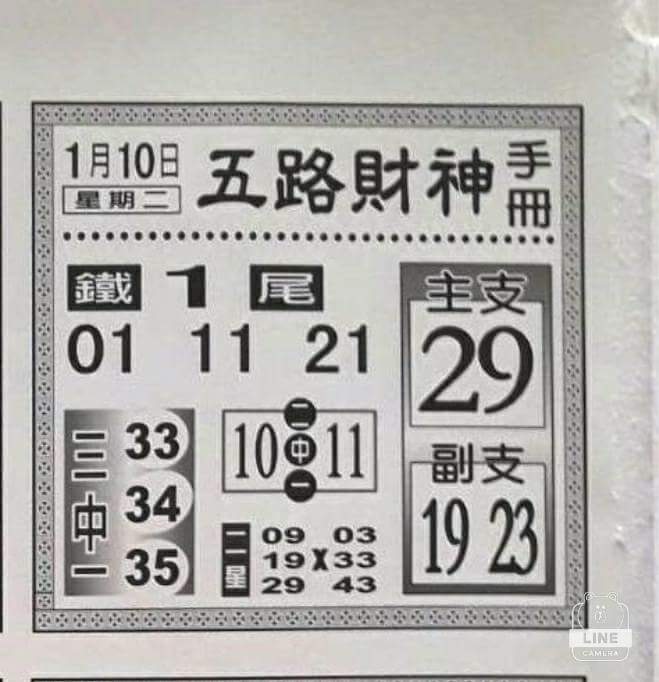 1月10日
星期二
五路財神
手冊
鐵1尾
01 11 21
主支
29
三中一
33
34
35
10 二中一 11
副支
19 23
二星
09 03
19 X 33
29 43
LINE
CAMERA